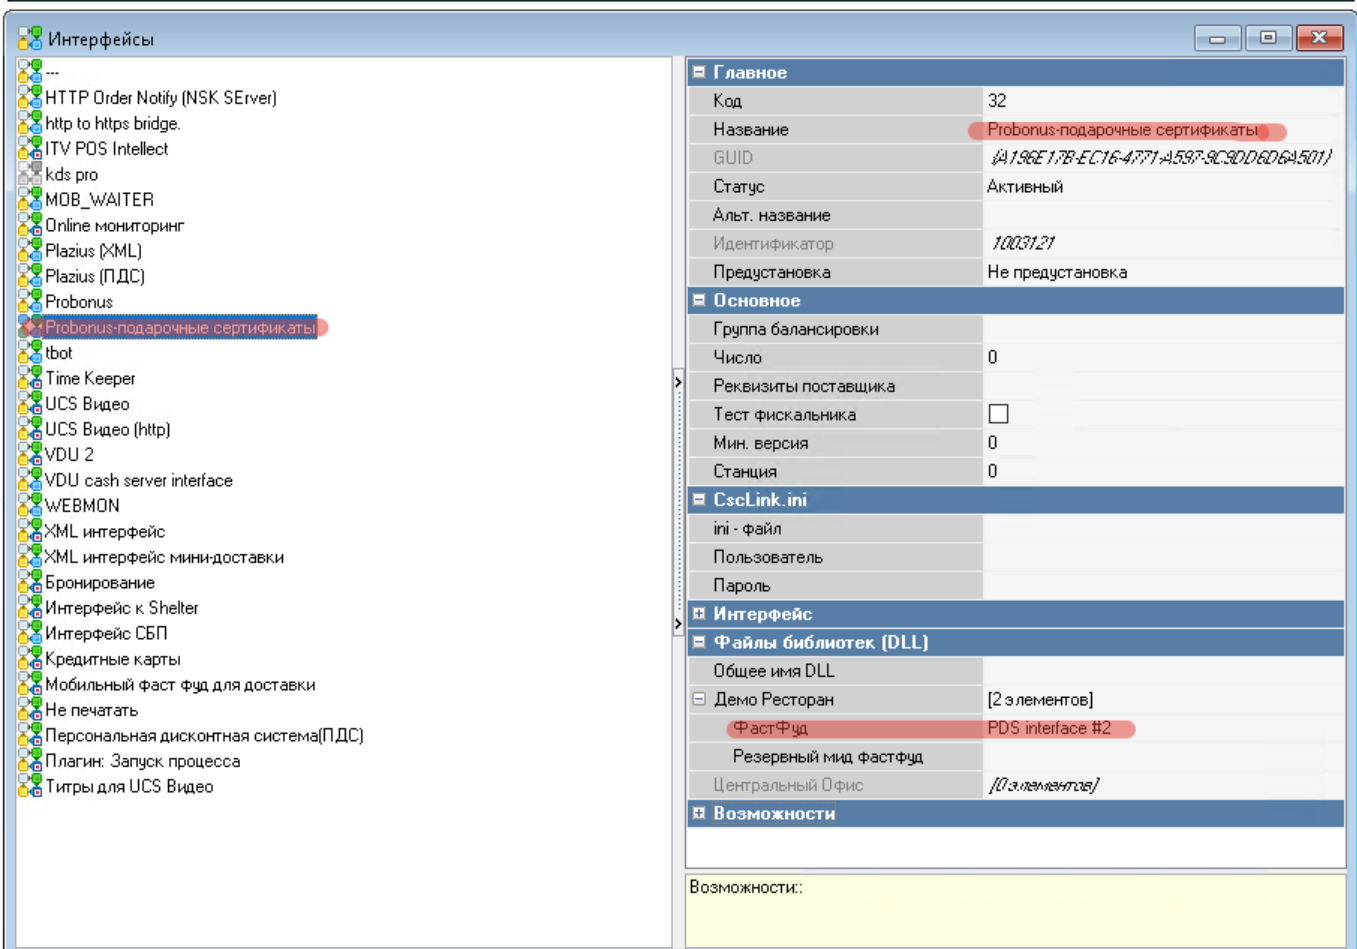 Интерфейсы
---
HTTP Order Notify (NSK SErver)
http to https bridge.
ITV POS Intellect
kds pro
MOB_WAITER
Online мониторинг
Plazius (XML)
Plazius (ПДС)
Probonus
Probonus-подарочные сертификаты
tbot
Time Keeper
UCS Видео
UCS Видео (http)
VDU 2
VDU cash server interface
WEBMON
XML интерфейс
XML интерфейс мини-доставки
Бронирование
Интерфейс к Shelter
Интерфейс СБП
Кредитные карты
Мобильный фаст фуд для доставки
Не печатать
Персональная дисконтная система(ПДС)
Плагин: Запуск процесса
Титры для UCS Видео
Главное
Код 32
Название Probonus-подарочные сертификаты
GUID {A196E17B-EC16-4771-A597-9C9DD6D6A501}
Статус Активный
Альт. название
Идентификатор 1003121
Предустановка Не предустановка
Основное
Группа балансировки
Число 0
Реквизиты поставщика
Тест фискальника
Мин. версия 0
Станция 0
CscLink.ini
ini - файл
Пользователь
Пароль
Интерфейс
Файлы библиотек (DLL)
Общее имя DLL
Демо Ресторан [2 элементов]
ФастФуд PDS interface #2
Резервный мид фастфуд
Центральный Офис [0 элементов]
Возможности
Возможности::